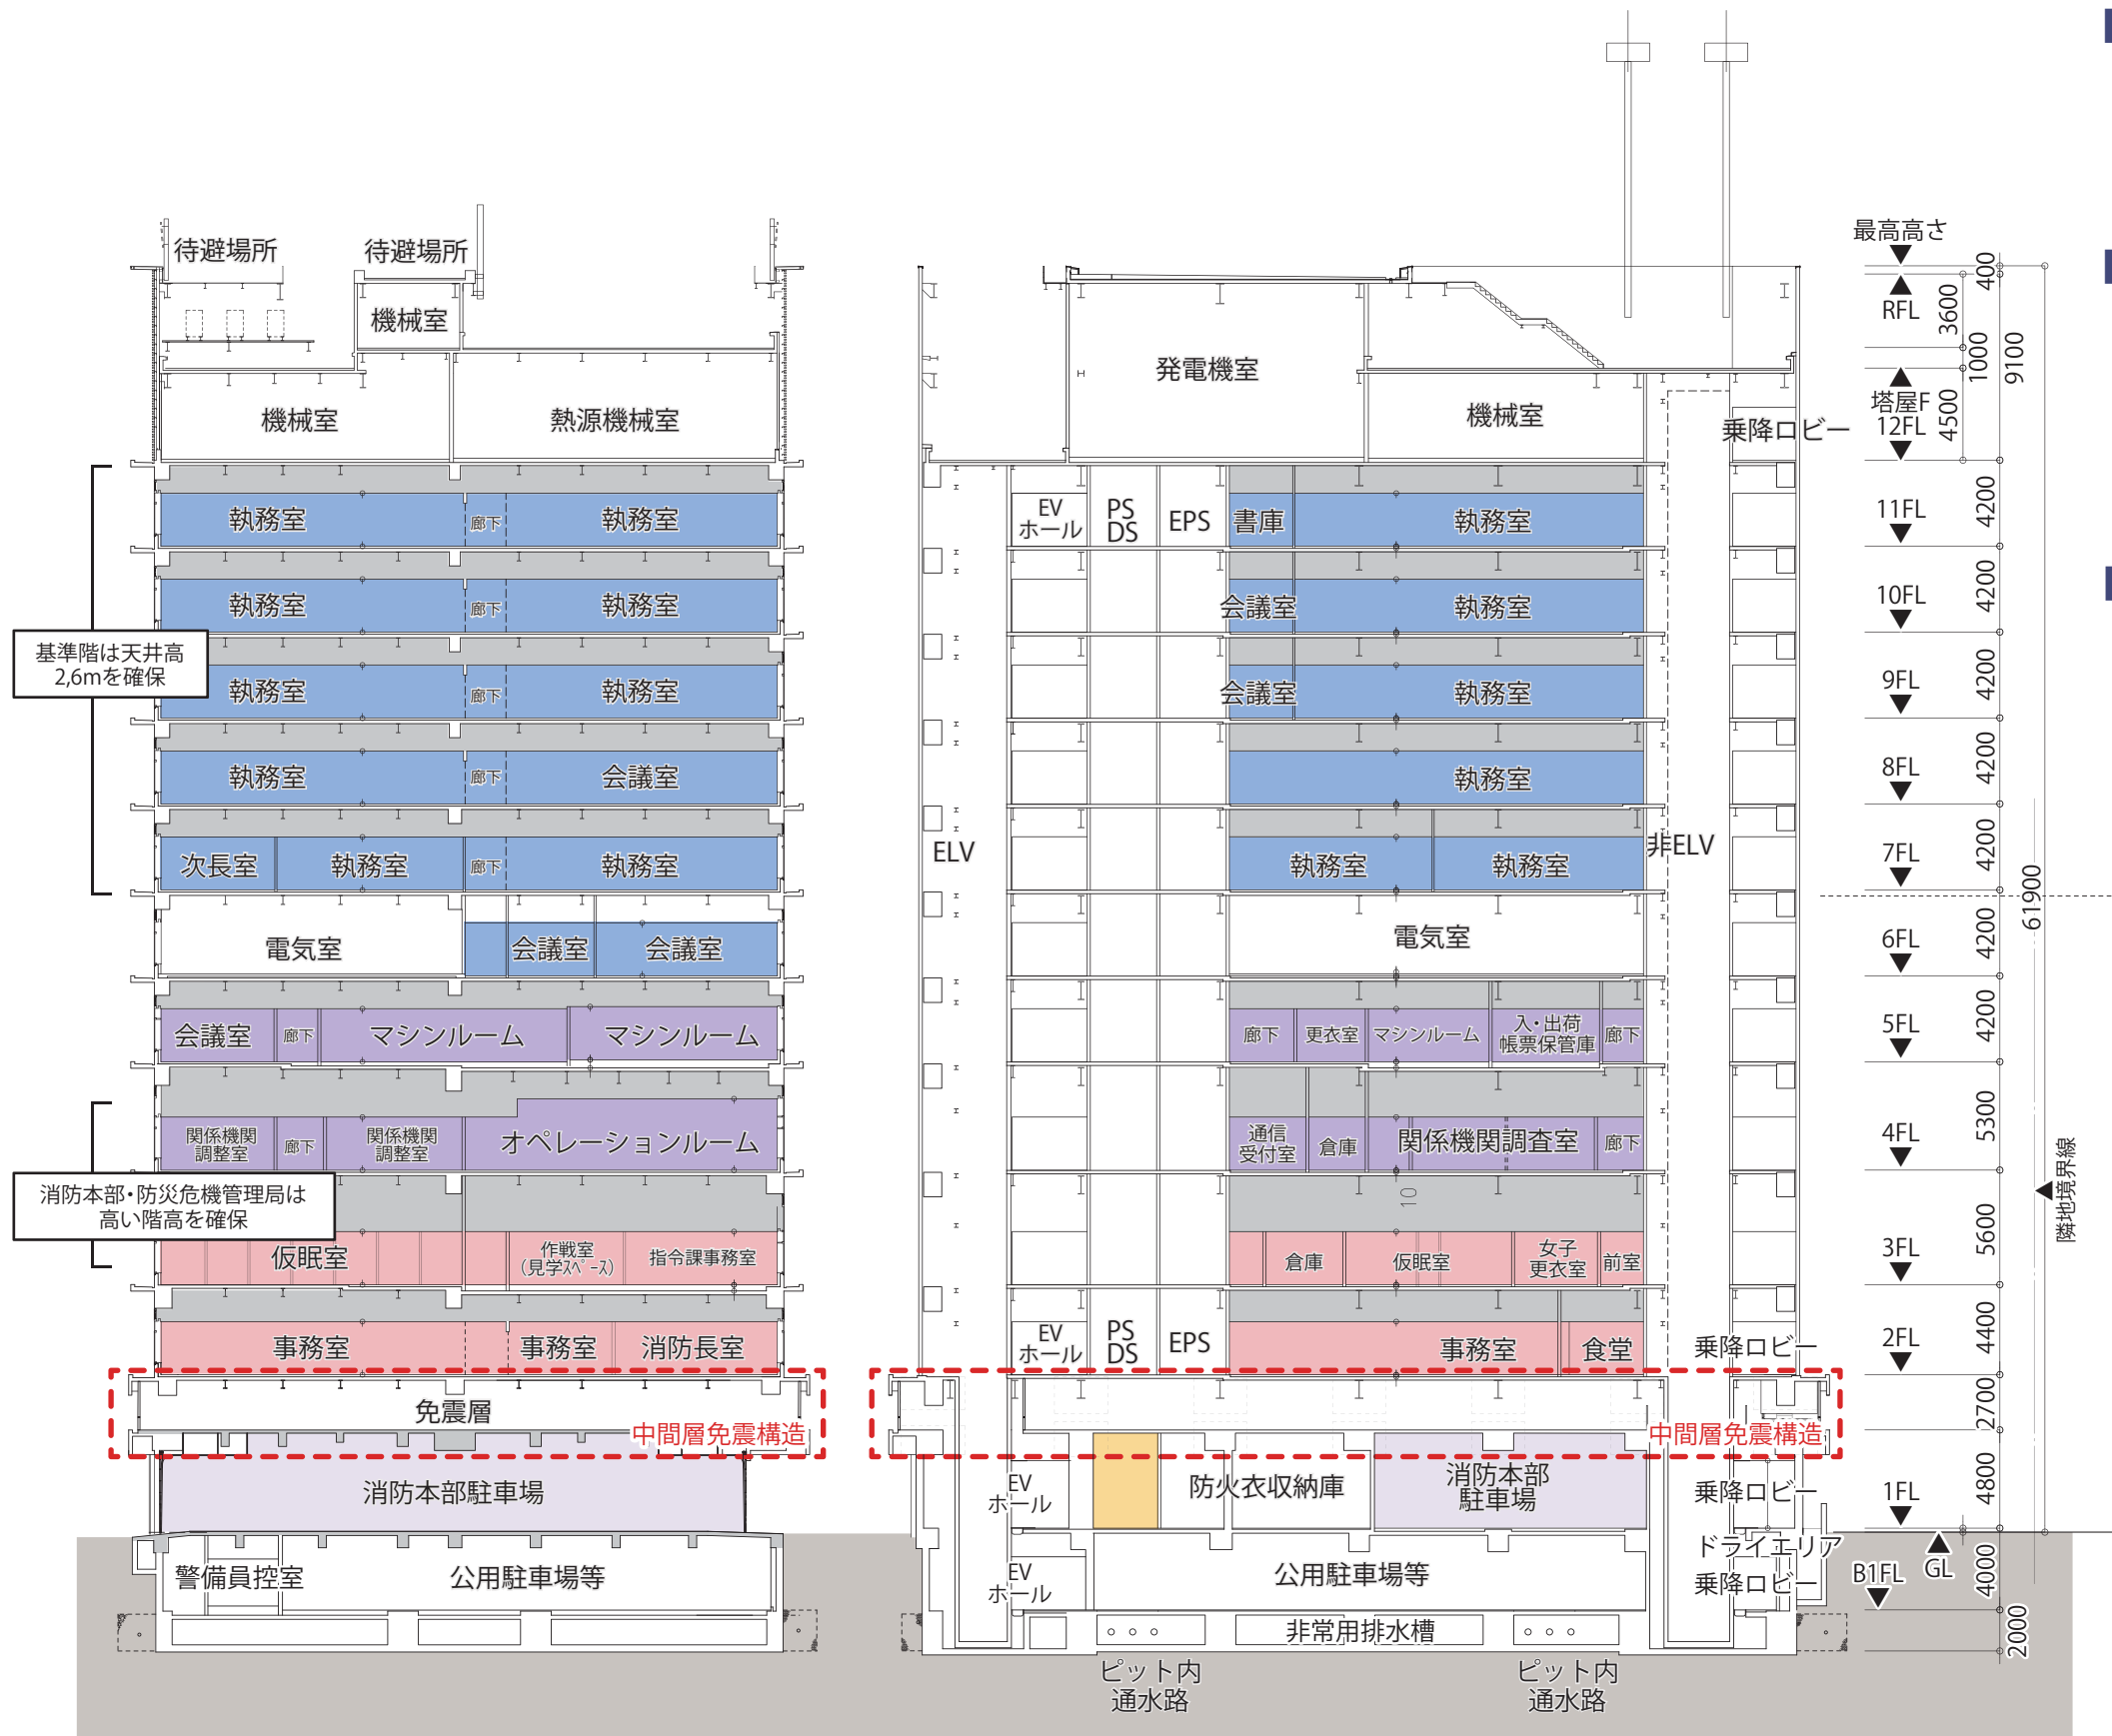 待避場所
待避場所
機械室
機械室
熱源機械室
執務室
廊下
執務室
執務室
廊下
執務室
基準階は天井高
2,6mを確保
執務室
廊下
執務室
執務室
廊下
会議室
次長室
執務室
廊下
執務室
電気室
会議室
会議室
会議室
廊下
マシンルーム
マシンルーム
関係機関
調整室
廊下
関係機関
調整室
オペレーションルーム
消防本部・防災危機管理局は
高い階高を確保
仮眠室
作戦室
(見学スペース)
指令課事務室
事務室
事務室
消防長室
免震層
中間層免震構造
消防本部駐車場
警備員控室
公用駐車場等
発電機室
機械室
乗降ロビー
EV
ホール
PS
DS
EPS
書庫
執務室
会議室
執務室
会議室
執務室
執務室
ELV
執務室
執務室
非ELV
電気室
廊下
更衣室
マシンルーム
入・出荷
帳票保管庫
廊下
通信
受付室
倉庫
関係機関調査室
廊下
10
倉庫
仮眠室
女子
更衣室
前室
EV
ホール
PS
DS
EPS
事務室
食堂
乗降ロビー
中間層免震構造
EV
ホール
防火衣収納庫
消防本部
駐車場
乗降ロビー
ドライエリア
EV
ホール
公用駐車場等
乗降ロビー
非常用排水槽
ピット内
通水路
ピット内
通水路
最高高さ
RFL
塔屋F
12FL
11FL
10FL
9FL
8FL
7FL
6FL
5FL
4FL
3FL
2FL
1FL
GL
B1FL
400
3600
1000
9100
4500
4200
4200
4200
4200
4200
61900
4200
4200
5300
隣地境界線
5600
4400
2700
4800
4000
2000